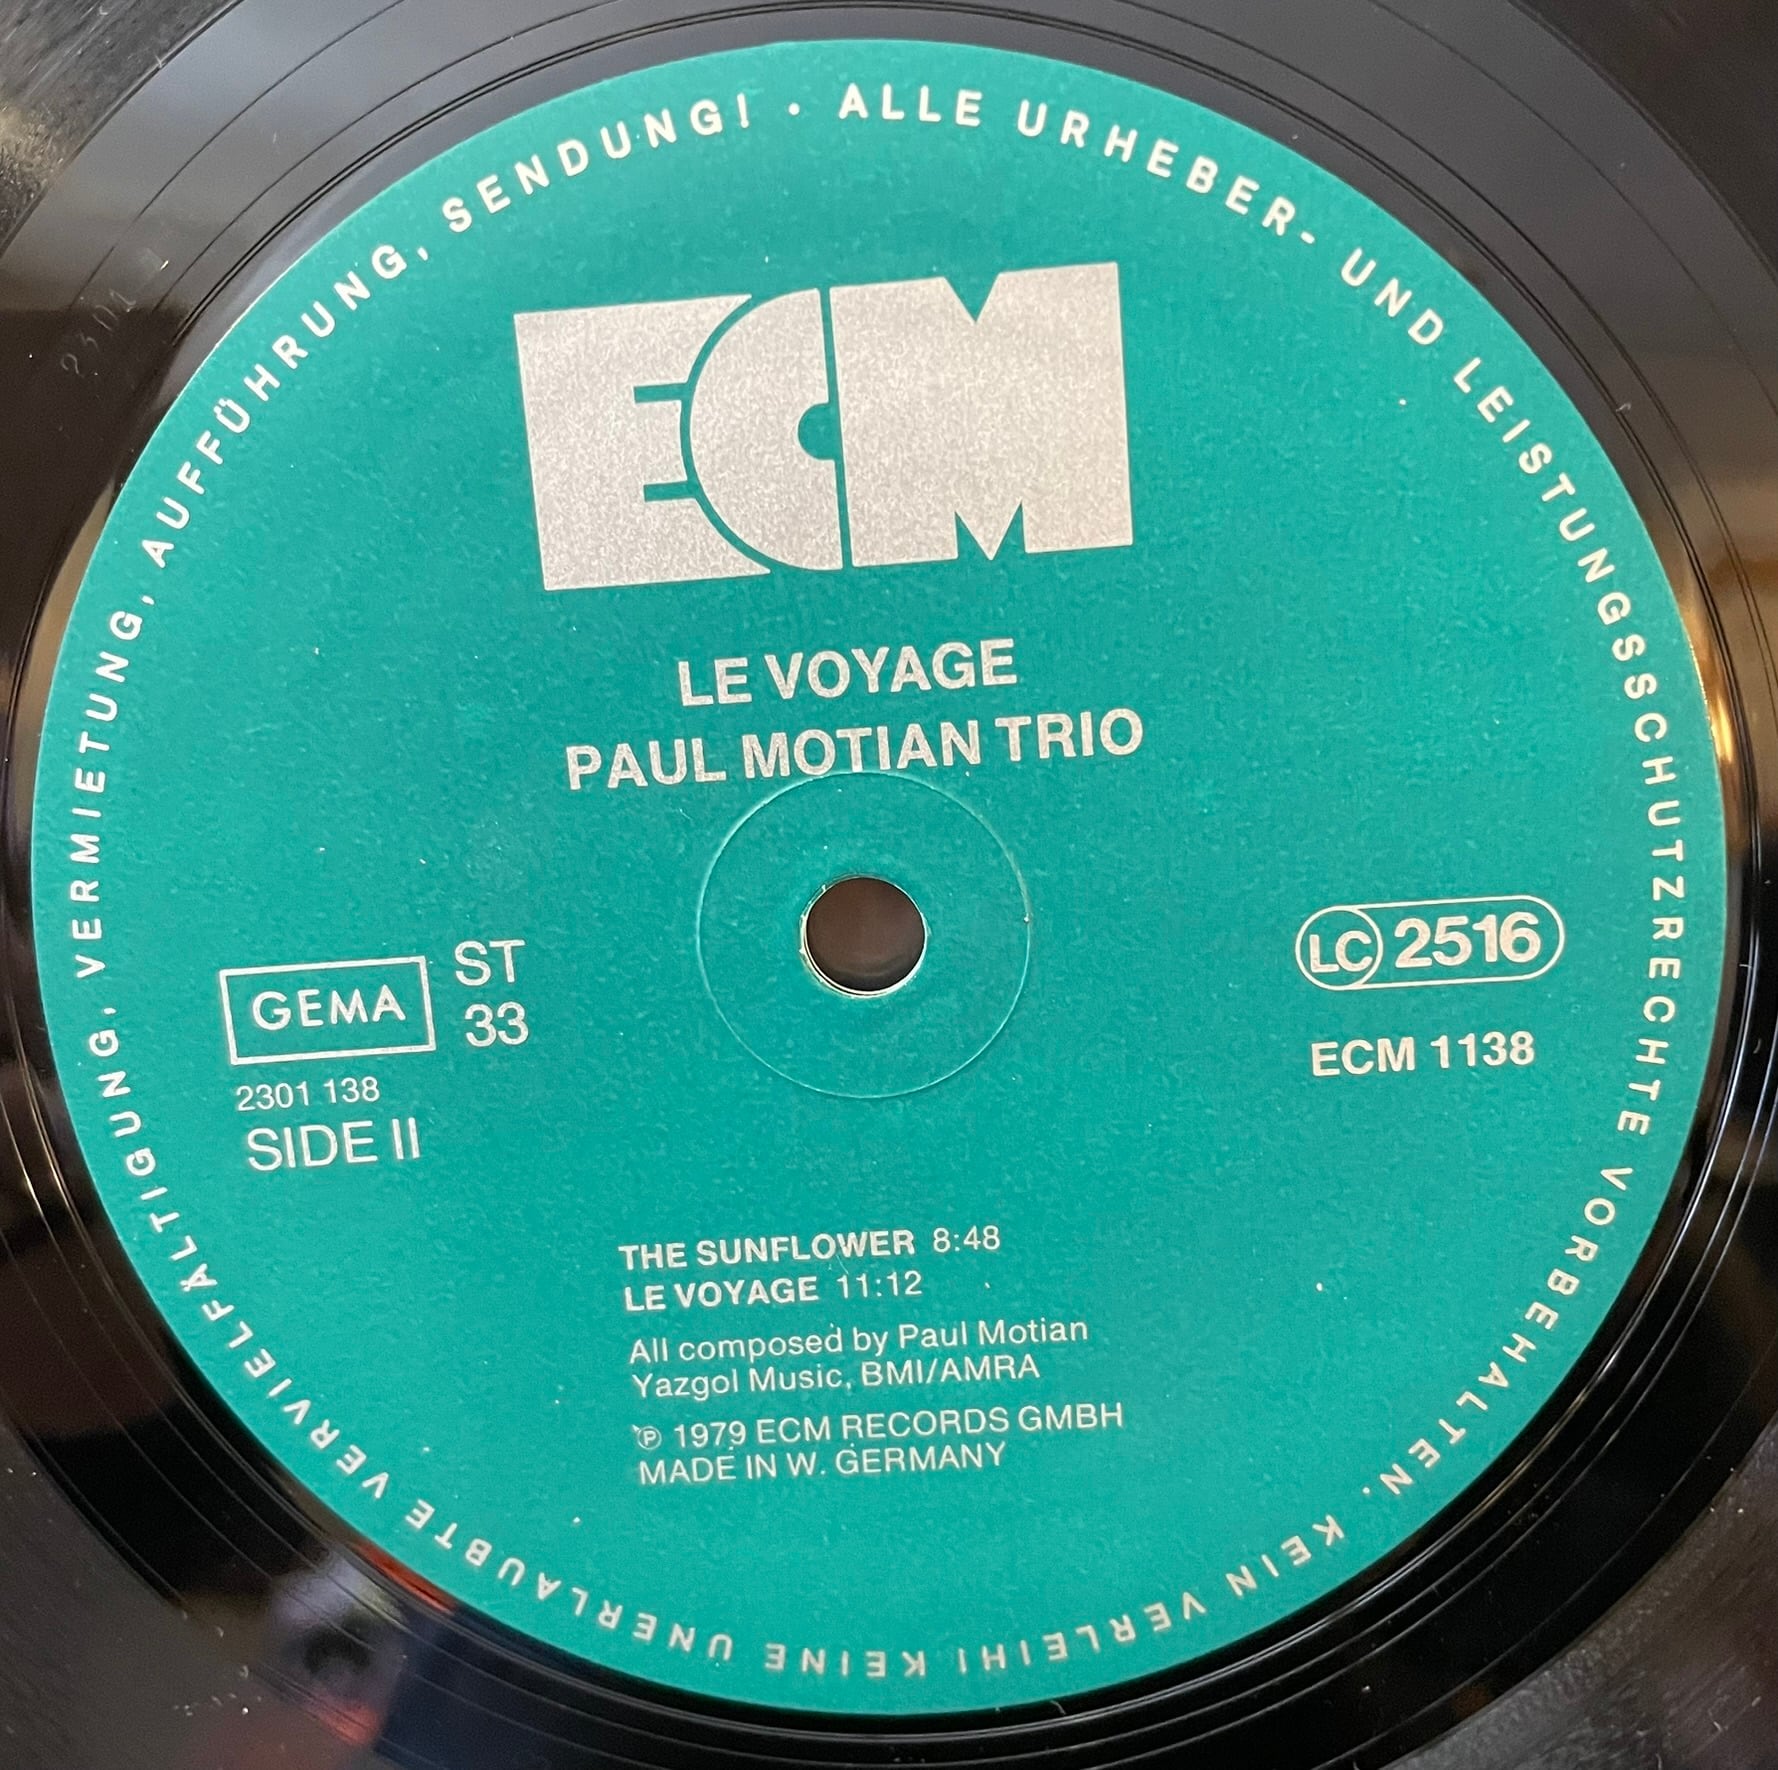 ALLE URHEBER- UND LEISTUNGSSCHUTZRECHTE VORBEHALTEN. KEIN VERLEIH! KEINE UNERLAUBTE VERVIELFÄLTIGUNG, VERMIETUNG, AUFFÜHRUNG, SENDUNG! ·
ECM
LE VOYAGE
PAUL MOTIAN TRIO
GEMA
ST
33
2301 138
SIDE II
LC 2516
ECM 1138
THE SUNFLOWER 8:48
LE VOYAGE 11:12
All composed by Paul Motian
Yazgol Music, BMI/AMRA
℗ 1979 ECM RECORDS GMBH
MADE IN W. GERMANY